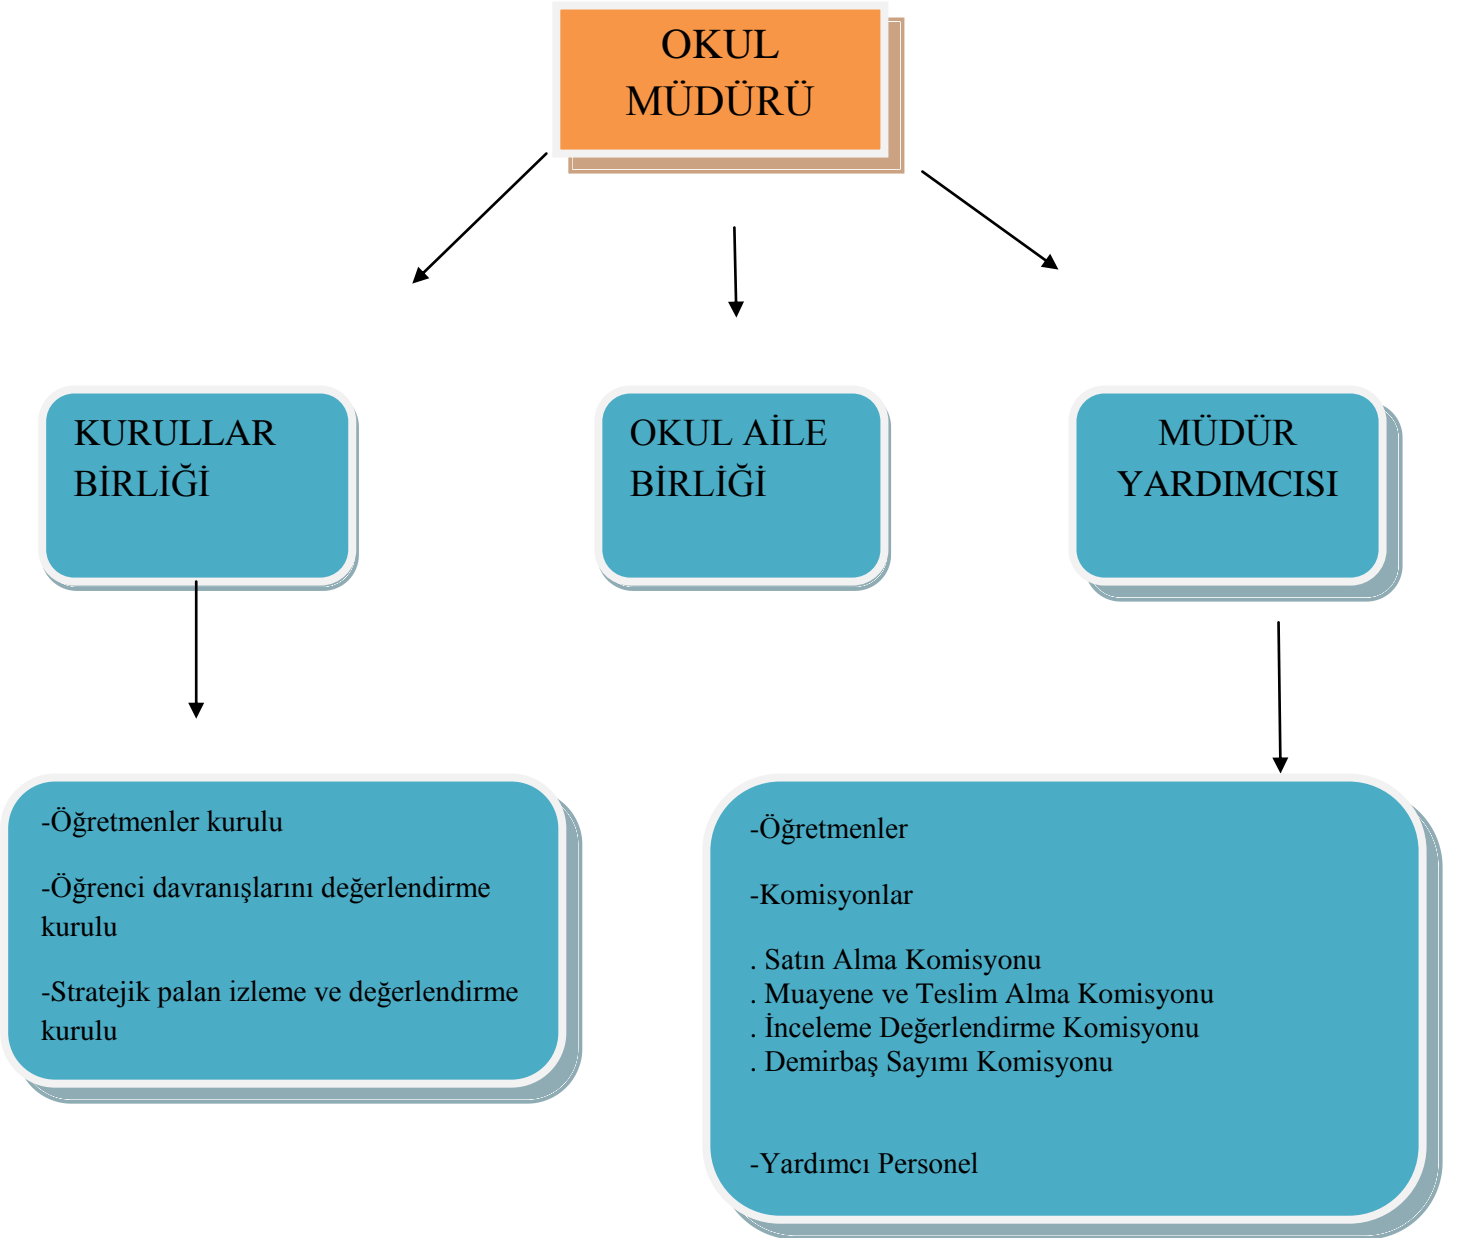 OKUL
MÜDÜRÜ
KURULLAR
BİRLİĞİ
OKUL AİLE
BİRLİĞİ
MÜDÜR
YARDIMCISI
-Öğretmenler kurulu
-Öğrenci davranışlarını değerlendirme
kurulu
-Stratejik palan izleme ve değerlendirme
kurulu
-Öğretmenler
-Komisyonlar
. Satın Alma Komisyonu
. Muayene ve Teslim Alma Komisyonu
. İnceleme Değerlendirme Komisyonu
. Demirbaş Sayımı Komisyonu
-Yardımcı Personel